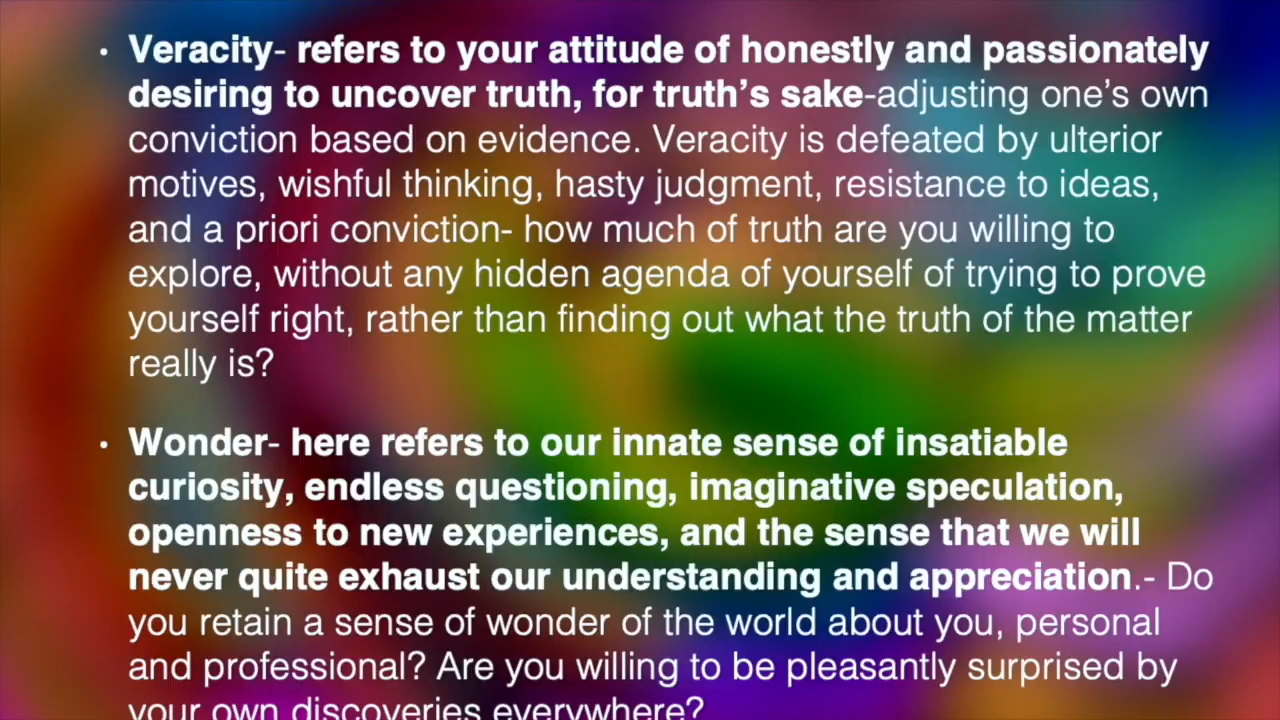 • Veracity- refers to your attitude of honestly and passionately
desiring to uncover truth, for truth’s sake-adjusting one’s own
conviction based on evidence. Veracity is defeated by ulterior
motives, wishful thinking, hasty judgment, resistance to ideas,
and a priori conviction- how much of truth are you willing to
explore, without any hidden agenda of yourself of trying to prove
yourself right, rather than finding out what the truth of the matter
really is?
• Wonder- here refers to our innate sense of insatiable
curiosity, endless questioning, imaginative speculation,
openness to new experiences, and the sense that we will
never quite exhaust our understanding and appreciation.- Do
you retain a sense of wonder of the world about you, personal
and professional? Are you willing to be pleasantly surprised by
your own discoveries everywhere?